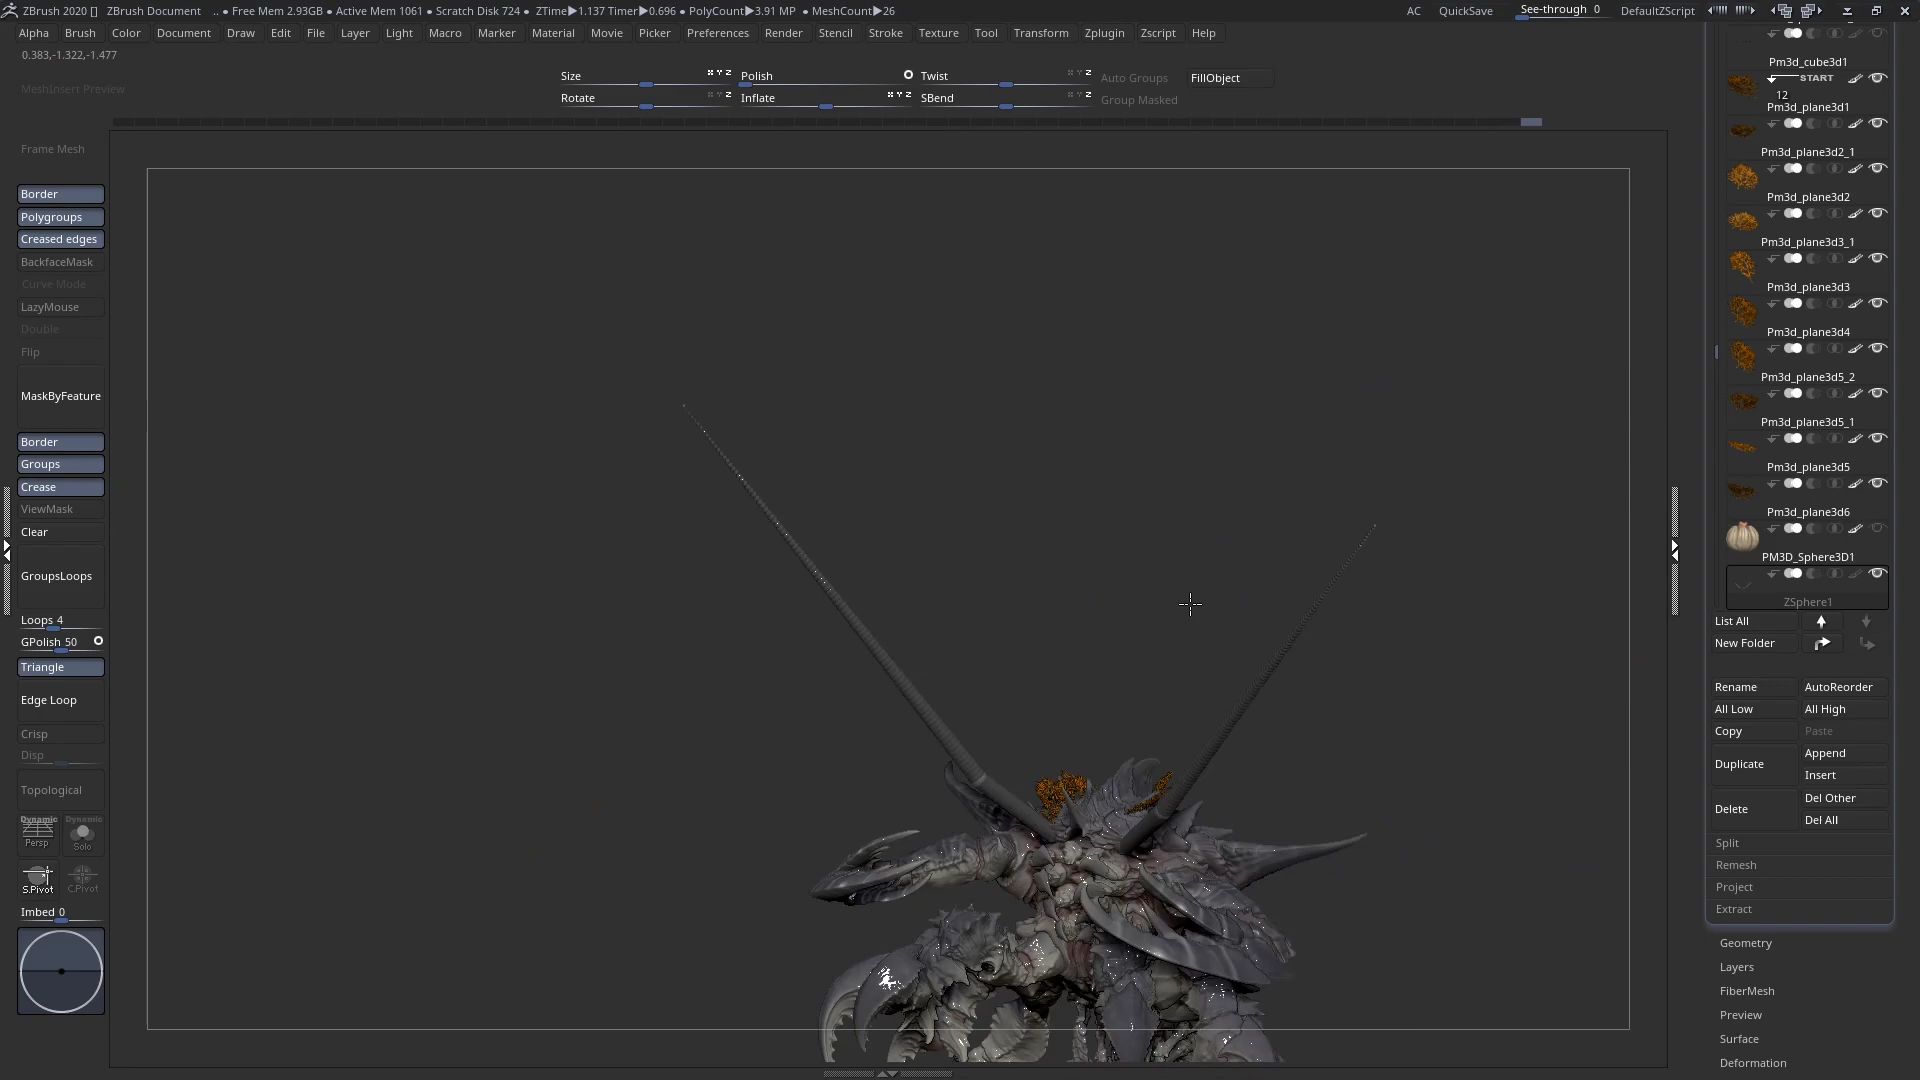 ZBrush 2020 [] ZBrush Document .. • Free Mem 2.93GB • Active Mem 1061 • Scratch Disk 724 • ZTime▶1.137 Timer▶0.696 • PolyCount▶3.91 MP • MeshCount▶26 AC QuickSave See-through 0 DefaultZScript
Alpha Brush Color Document Draw Edit File Layer Light Macro Marker Material Movie Picker Preferences Render Stencil Stroke Texture Tool Transform Zplugin Zscript Help
0.383,-1.322,-1.477
MeshInsert Preview
Size Polish Twist Auto Groups FillObject
Rotate Inflate SBend Group Masked
Frame Mesh
Border
Polygroups
Creased edges
BackfaceMask
Curve Mode
LazyMouse
Double
Flip
MaskByFeature
Border
Groups
Crease
ViewMask
Clear
GroupsLoops
Loops 4
GPolish 50
Triangle
Edge Loop
Crisp
Disp
Topological
Dynamic Dynamic
Persp Solo
S.Pivot C.Pivot
Imbed 0
Pm3d_cube3d1
START
12
Pm3d_plane3d1
Pm3d_plane3d2_1
Pm3d_plane3d2
Pm3d_plane3d3_1
Pm3d_plane3d3
Pm3d_plane3d4
Pm3d_plane3d5_2
Pm3d_plane3d5_1
Pm3d_plane3d5
Pm3d_plane3d6
PM3D_Sphere3D1
ZSphere1
List All
New Folder
Rename AutoReorder
All Low All High
Copy Paste
Duplicate Append
Insert
Delete Del Other
Del All
Split
Remesh
Project
Extract
Geometry
Layers
FiberMesh
Preview
Surface
Deformation